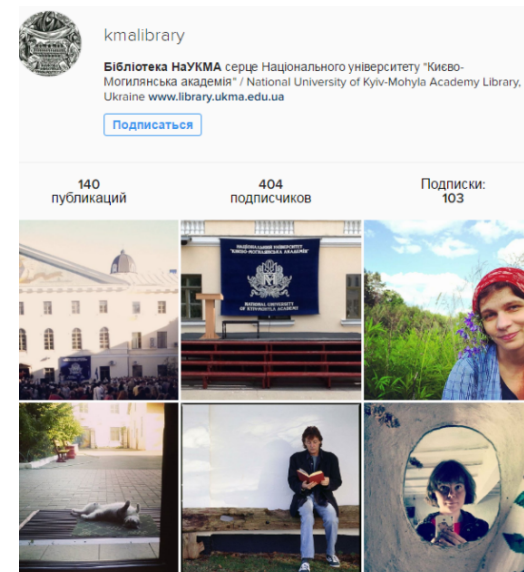 kmalibrary
Бібліотека НаУКМА серце Національного університету "Києво-
Могилянська академія" / National University of Kyiv-Mohyla Academy Library,
Ukraine www.library.ukma.edu.ua
Подписаться
140
публикаций
404
подписчиков
Подписки:
103
НАЦІОНАЛЬНИЙ УНІВЕРСИТЕТ
"КИЄВО-МОГИЛЯНСЬКА АКАДЕМІЯ"
NATIONAL UNIVERSITY
OF KYIV-MOHYLA ACADEMY